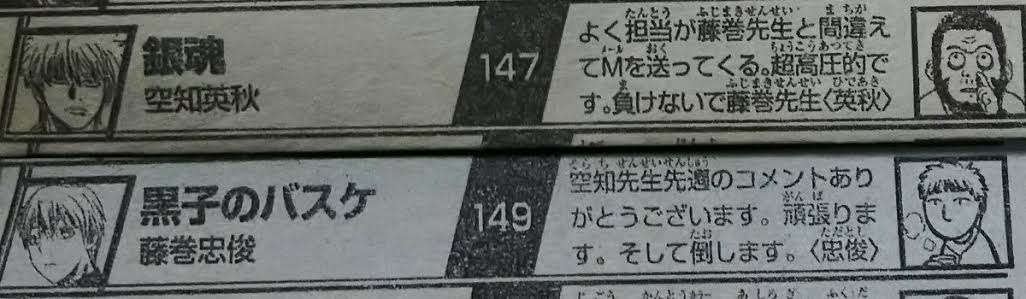 銀魂
空知英秋
147
よく担当が藤巻先生と間違え
てMを送ってくる。超高圧的で
す。負けないで藤巻先生〈英秋〉
黒子のバスケ
藤巻忠俊
149
空知先生先週のコメントあり
がとうございます。頑張りま
す。そして倒します。〈忠俊〉